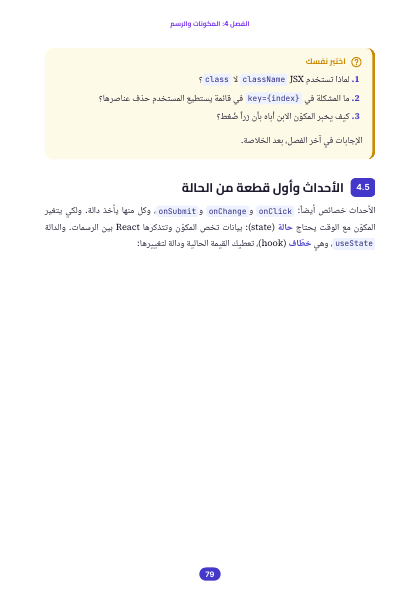 الفصل 4: المكونات والرسم
اختبر نفسك
1. لماذا تستخدم JSX className لا class ؟
2. ما المشكلة في key={index} في قائمة يستطيع المستخدم حذف عناصرها؟
3. كيف يخبر المكوّن الابن أباه بأن زراً ضُغط؟
الإجابات في آخر الفصل، بعد الخلاصة.
4.5 الأحداث وأول قطعة من الحالة
الأحداث خصائص أيضاً: onClick و onChange و onSubmit، وكل منها يأخذ دالة. ولكي يتغير
المكوّن مع الوقت يحتاج حالة (state): بيانات تخص المكوّن وتتذكرها React بين الرسمات. والدالة
useState، وهي خطّاف (hook)، تعطيك القيمة الحالية ودالة لتغييرها:
79